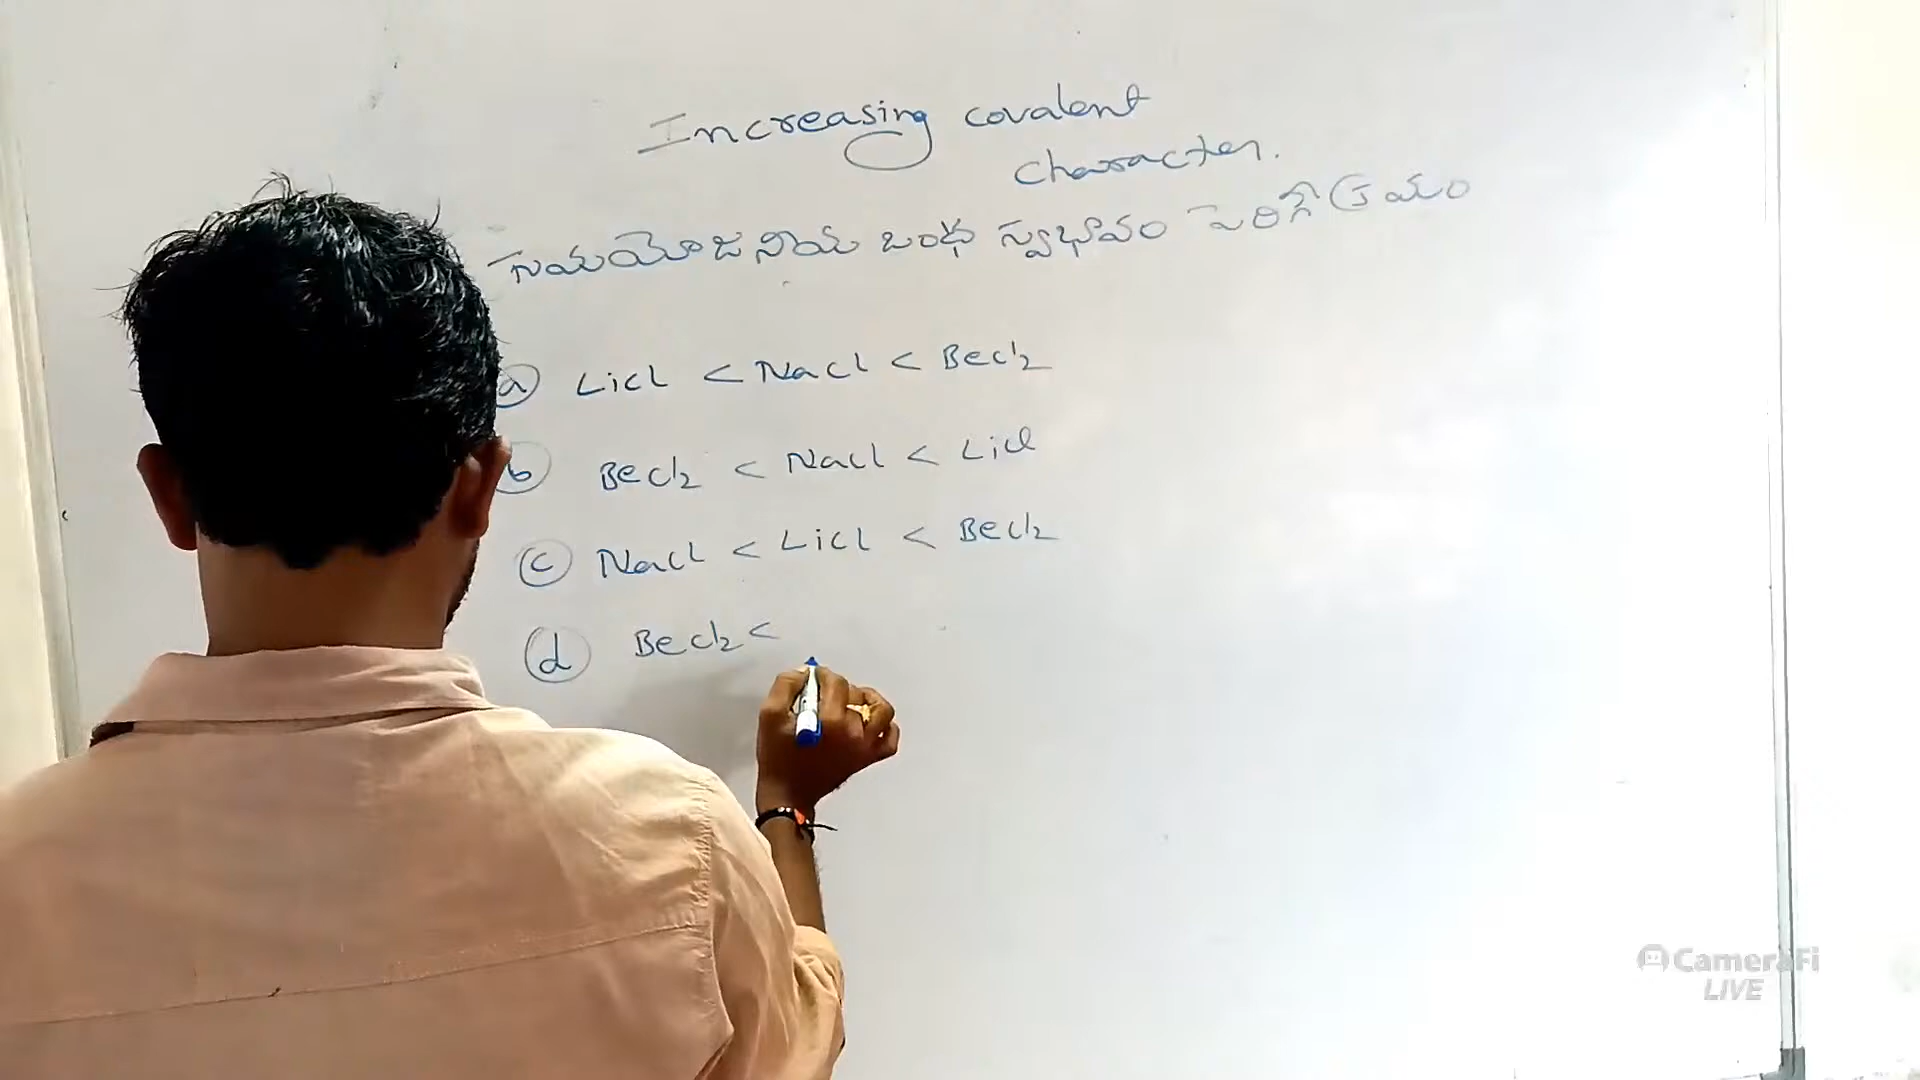 Increasing covalent
character.
సమయోజనీయ బంధ స్వభావం పెరిగే క్రమం
a LiCl < NaCl < BeCl2
b BeCl2 < NaCl < LiCl
c NaCl < LiCl < BeCl2
d BeCl2 <
CameraFi
LIVE